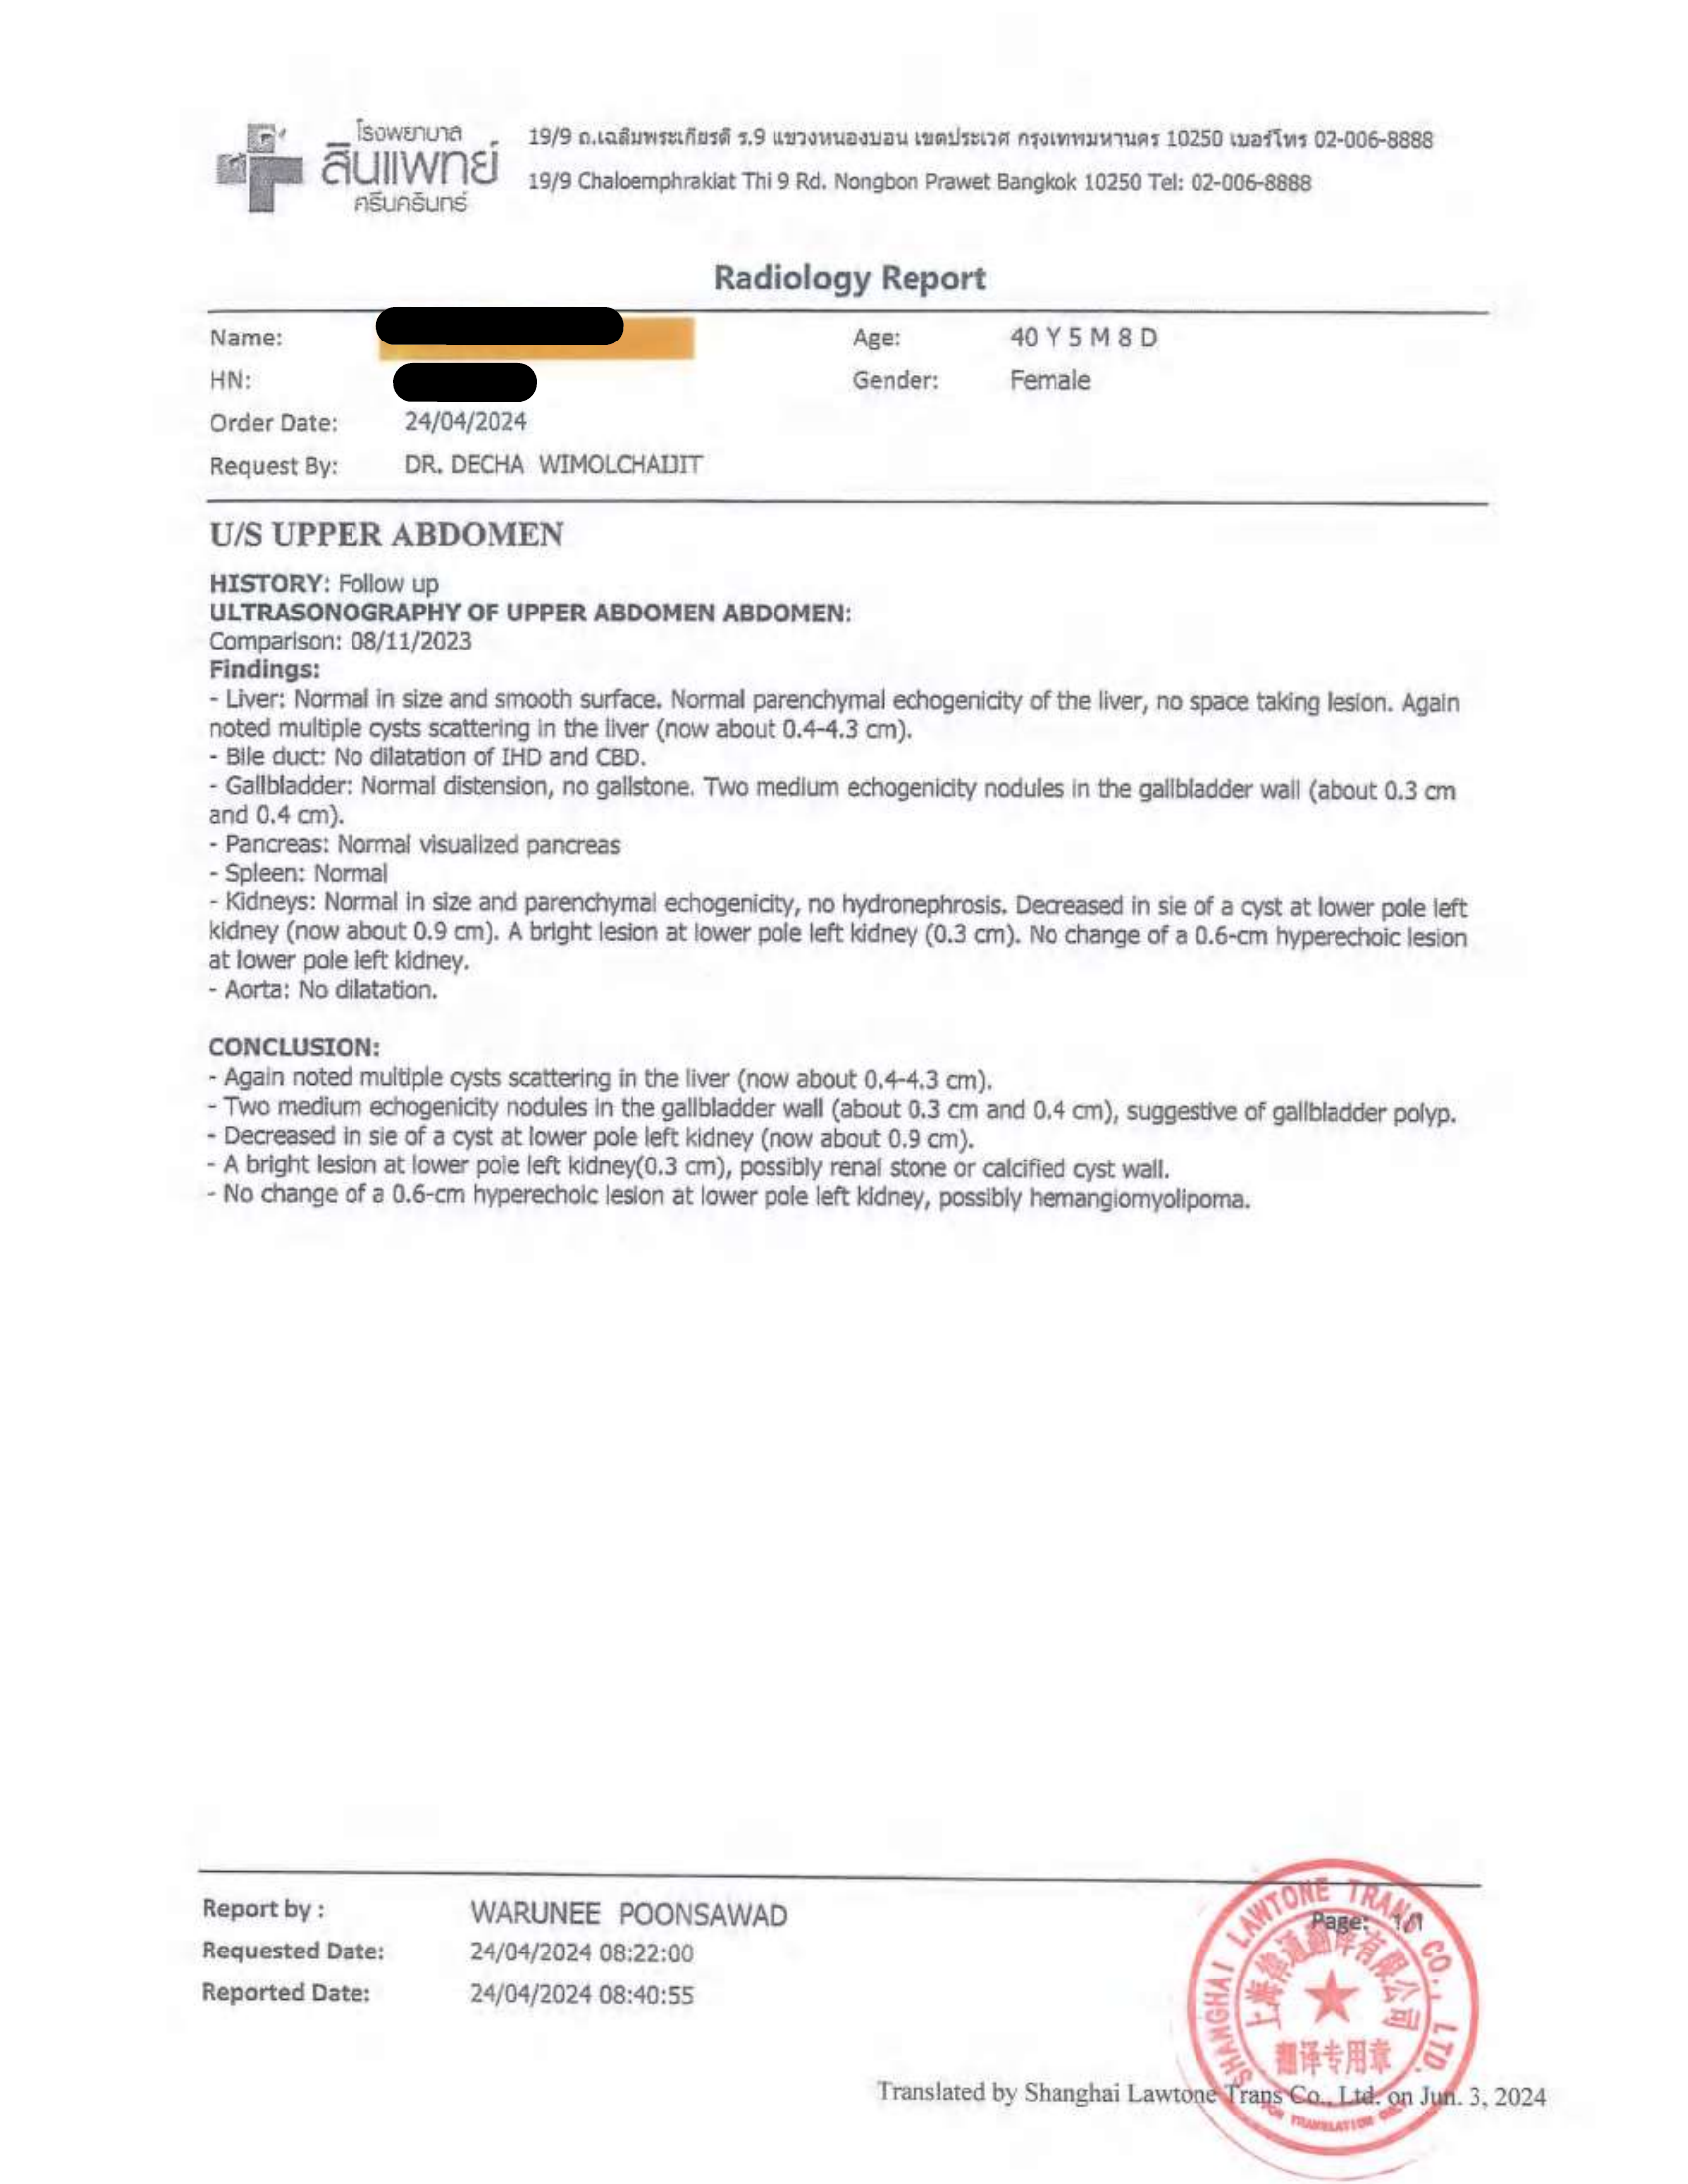 โรงพยาบาล
สินแพทย์
ศรีนครินทร์
19/9 ถ.เฉลิมพระเกียรติ ร.9 แขวงหนองบอน เขตประเวศ กรุงเทพมหานคร 10250 เบอร์โทร 02-006-8888
19/9 Chaloemphrakiat Thi 9 Rd. Nongbon Prawet Bangkok 10250 Tel: 02-006-8888
Radiology Report
Name:
Age: 40 Y 5 M 8 D
HN:
Gender: Female
Order Date: 24/04/2024
Request By: DR. DECHA WIMOLCHAIJIT
U/S UPPER ABDOMEN
HISTORY: Follow up
ULTRASONOGRAPHY OF UPPER ABDOMEN ABDOMEN:
Comparison: 08/11/2023
Findings:
- Liver: Normal in size and smooth surface. Normal parenchymal echogenicity of the liver, no space taking lesion. Again
noted multiple cysts scattering in the liver (now about 0.4-4.3 cm).
- Bile duct: No dilatation of IHD and CBD.
- Gallbladder: Normal distension, no gallstone. Two medium echogenicity nodules in the gallbladder wall (about 0.3 cm
and 0.4 cm).
- Pancreas: Normal visualized pancreas
- Spleen: Normal
- Kidneys: Normal in size and parenchymal echogenicity, no hydronephrosis. Decreased in sie of a cyst at lower pole left
kidney (now about 0.9 cm). A bright lesion at lower pole left kidney (0.3 cm). No change of a 0.6-cm hyperechoic lesion
at lower pole left kidney.
- Aorta: No dilatation.
CONCLUSION:
- Again noted multiple cysts scattering in the liver (now about 0.4-4.3 cm).
- Two medium echogenicity nodules in the gallbladder wall (about 0.3 cm and 0.4 cm), suggestive of gallbladder polyp.
- Decreased in sie of a cyst at lower pole left kidney (now about 0.9 cm).
- A bright lesion at lower pole left kidney(0.3 cm), possibly renal stone or calcified cyst wall.
- No change of a 0.6-cm hyperechoic lesion at lower pole left kidney, possibly hemangiomyolipoma.
Report by : WARUNEE POONSAWAD
Page: 1/1
Requested Date: 24/04/2024 08:22:00
Reported Date: 24/04/2024 08:40:55
SHANGHAI LAWTONE TRANS CO., LTD.
上海律道翻译有限公司
翻译专用章
FOR TRANSLATION ONLY
Translated by Shanghai Lawtone Trans Co., Ltd. on Jun. 3, 2024